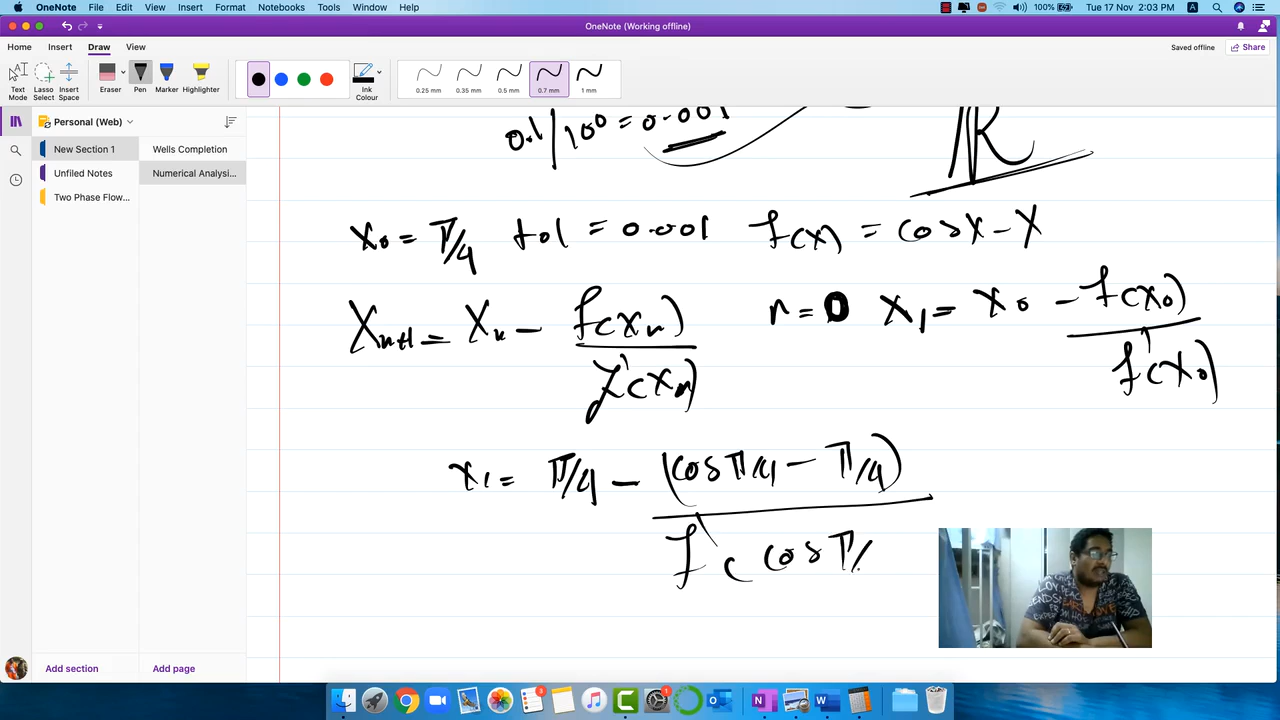 OneNote File Edit View Insert Format Notebooks Tools Window Help 100% Tue 17 Nov 2:03 PM
OneNote (Working offline)
Home Insert Draw View Saved offline Share
Text Mode Lasso Select Insert Space Eraser Pen Marker Highlighter Ink Colour 0.25 mm 0.35 mm 0.5 mm 0.7 mm 1 mm
Personal (Web)
New Section 1 Wells Completion
Unfiled Notes Numerical Analysi...
Two Phase Flow...
0.1/100 = 0.001 R
x₀ = π/4 tol = 0.001 f(x) = cosx - x
Xₙ₊₁ = Xₙ - f(xₙ) / f'(xₙ) n = 0 x₁ = x₀ - f(x₀) / f'(x₀)
x₁ = π/4 - (cos π/4 - π/4)
f'( cos π/
Add section Add page